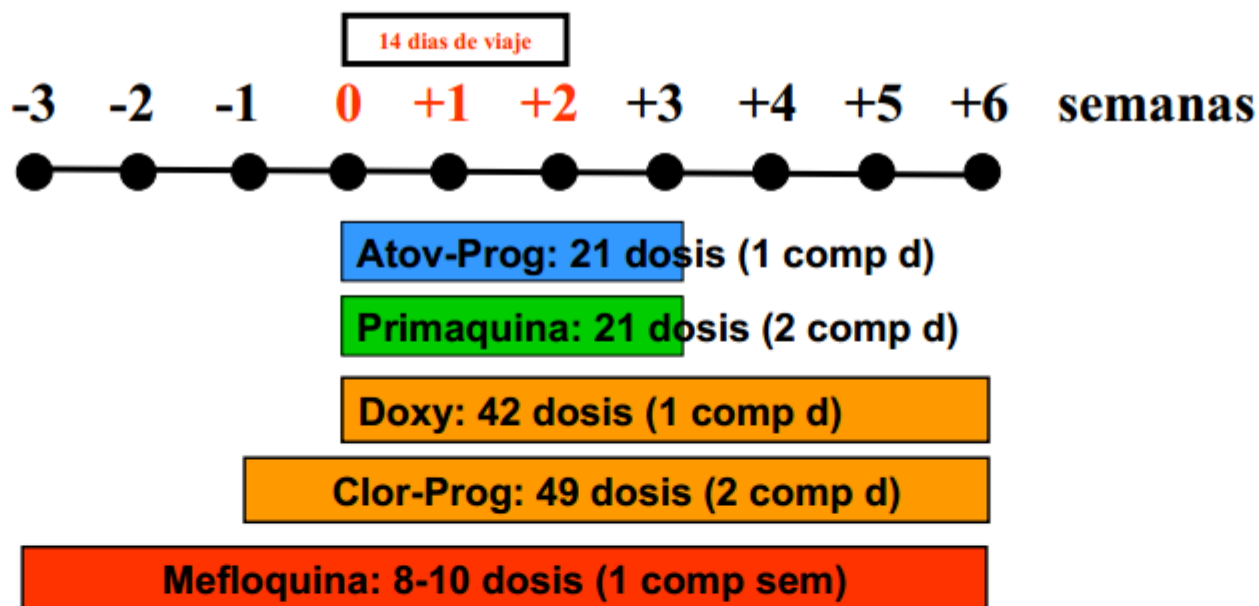 14 dias de viaje
-3 -2 -1 0 +1 +2 +3 +4 +5 +6 semanas
Atov-Prog: 21 dosis (1 comp d)
Primaquina: 21 dosis (2 comp d)
Doxy: 42 dosis (1 comp d)
Clor-Prog: 49 dosis (2 comp d)
Mefloquina: 8-10 dosis (1 comp sem)